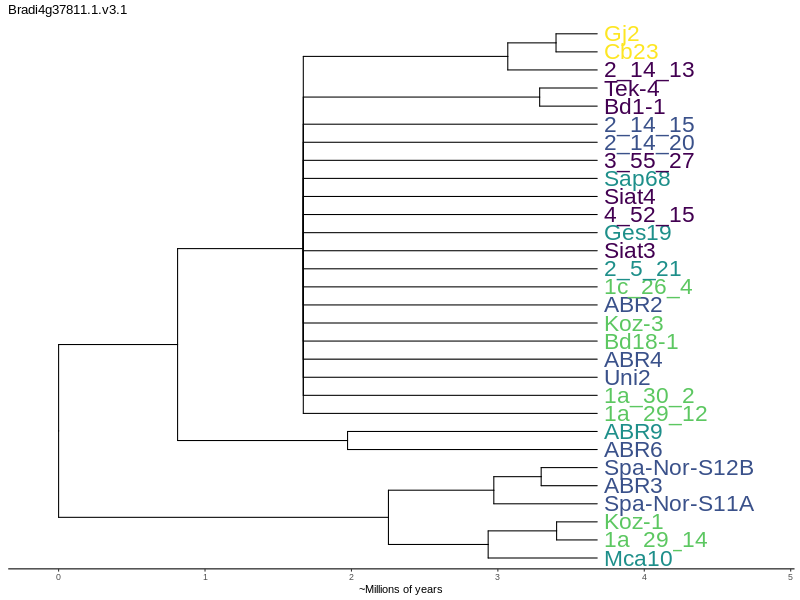 Bradi4g37811.1.v3.1
Gj2
Cb23
2_14_13
Tek-4
Bd1-1
2_14_15
2_14_20
3_55_27
Sap68
Siat4
4_52_15
Ges19
Siat3
2_5_21
1c_26_4
ABR2
Koz-3
Bd18-1
ABR4
Uni2
1a_30_2
1a_29_12
ABR9
ABR6
Spa-Nor-S12B
ABR3
Spa-Nor-S11A
Koz-1
1a_29_14
Mca10
0 1 2 3 4 5
~Millions of years